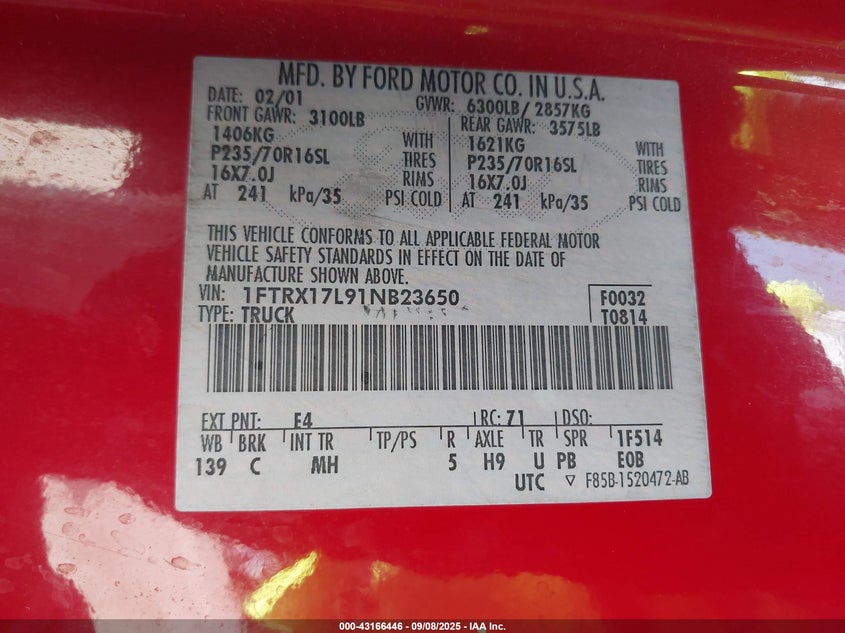 MFD. BY FORD MOTOR CO. IN U.S.A.
DATE: 02/01 GVWR: 6300LB/ 2857KG
FRONT GAWR: 3100LB REAR GAWR: 3575LB
1406KG WITH 1621KG WITH
P235/70R16SL TIRES P235/70R16SL TIRES
16X7.0J RIMS 16X7.0J RIMS
AT 241 kPa/35 PSI COLD AT 241 kPa/35 PSI COLD
THIS VEHICLE CONFORMS TO ALL APPLICABLE FEDERAL MOTOR
VEHICLE SAFETY STANDARDS IN EFFECT ON THE DATE OF
MANUFACTURE SHOWN ABOVE.
VIN: 1FTRX17L91NB23650 F0032
TYPE: TRUCK T0814
EXT PNT: E4 RC: 71 DSO:
WB BRK INT TR TP/PS R AXLE TR SPR 1F514
139 C MH 5 H9 U PB EOB
UTC ▽ F85B-1520472-AB
000-43166446 - 09/08/2025 - IAA Inc.